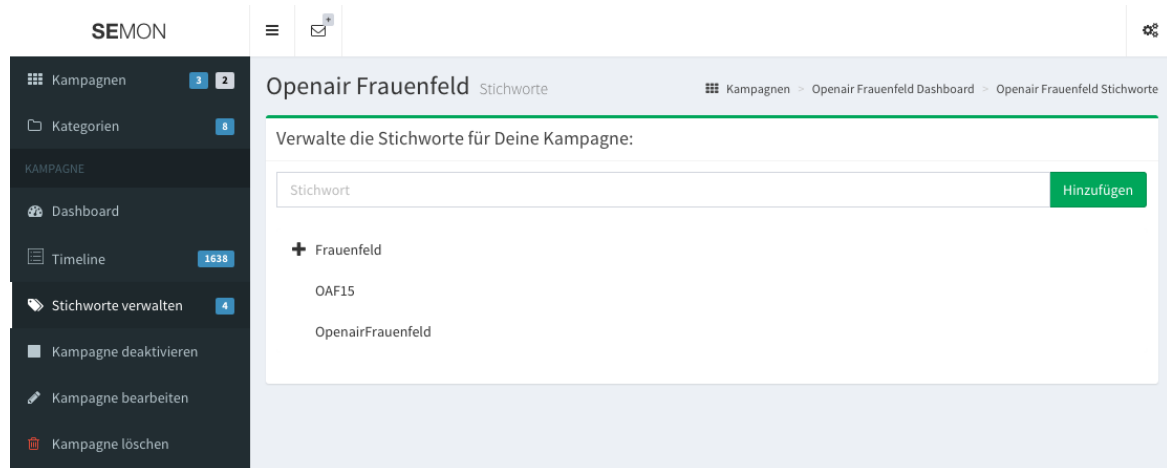 SEMON
+
Kampagnen 3 2
Kategorien 8
KAMPAGNE
Dashboard
Timeline 1638
Stichworte verwalten 4
Kampagne deaktivieren
Kampagne bearbeiten
Kampagne löschen
Openair Frauenfeld Stichworte
Kampagnen > Openair Frauenfeld Dashboard > Openair Frauenfeld Stichworte
Verwalte die Stichworte für Deine Kampagne:
Stichwort Hinzufügen
Frauenfeld
OAF15
OpenairFrauenfeld